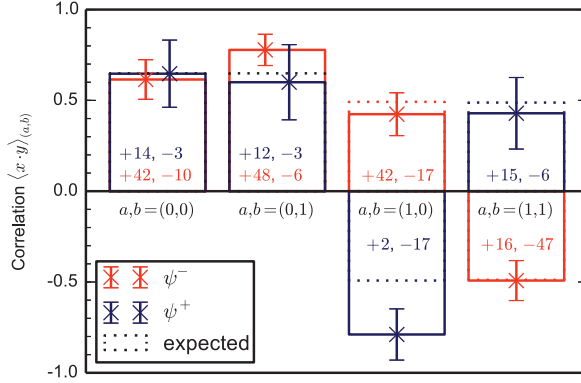 1.0
0.5
0.0
-0.5
-1.0
Correlation ⟨x·y⟩(a,b)
+14, −3
+42, −10
+12, −3
+48, −6
+42, −17
+15, −6
a,b=(0,0)
a,b=(0,1)
a,b=(1,0)
a,b=(1,1)
+2, −17
+16, −47
ψ−
ψ+
expected